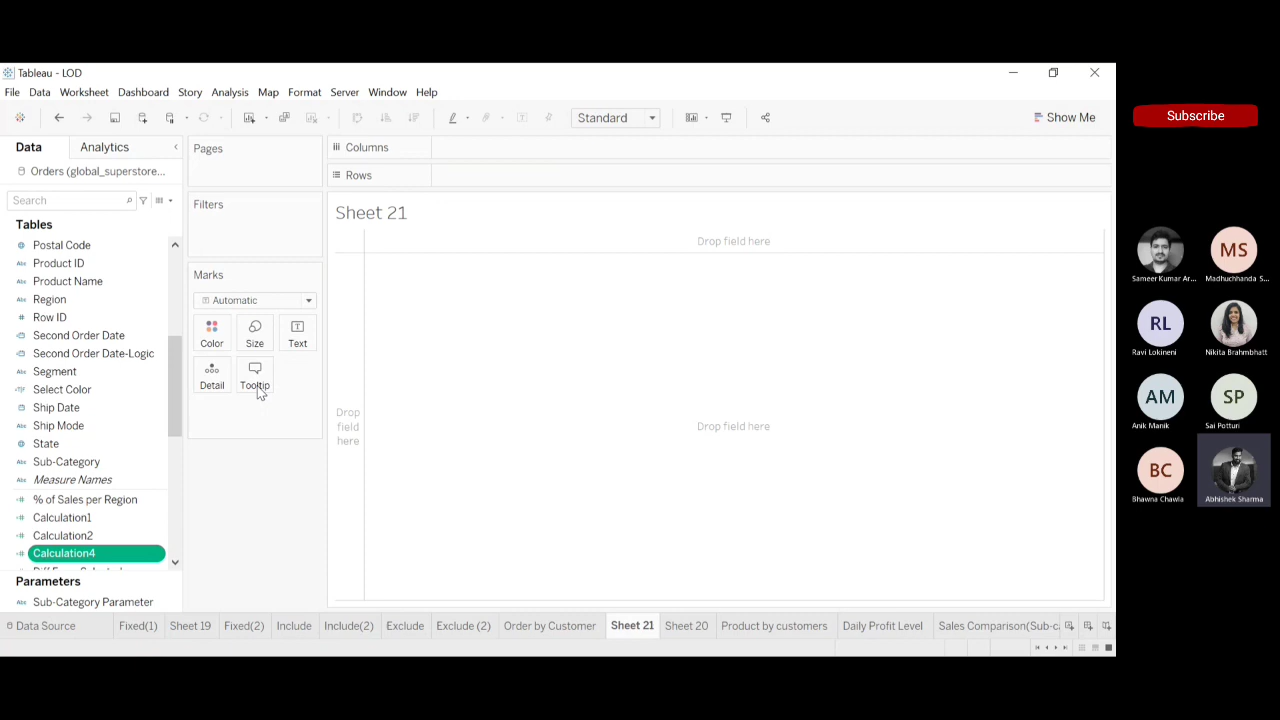 Tableau - LOD
File Data Worksheet Dashboard Story Analysis Map Format Server Window Help
Standard
Show Me
Data Analytics
Orders (global_superstore...
Search
Tables
Postal Code
Product ID
Product Name
Region
Row ID
Second Order Date
Second Order Date-Logic
Segment
Select Color
Ship Date
Ship Mode
State
Sub-Category
Measure Names
% of Sales per Region
Calculation1
Calculation2
Calculation4
Parameters
Sub-Category Parameter
Pages
Filters
Marks
Automatic
Color Size Text
Detail Tooltip
Columns
Rows
Sheet 21
Drop field here
Drop
field
here
Drop field here
Data Source Fixed(1) Sheet 19 Fixed(2) Include Include(2) Exclude Exclude (2) Order by Customer Sheet 21 Sheet 20 Product by customers Daily Profit Level Sales Comparison(Sub-c
Subscribe
Sameer Kumar Ar...
MS
Madhuchhanda S...
RL
Ravi Lokineni
Nikita Brahmbhatt
AM
Anik Manik
SP
Sai Potturi
BC
Bhawna Chawla
Abhishek Sharma